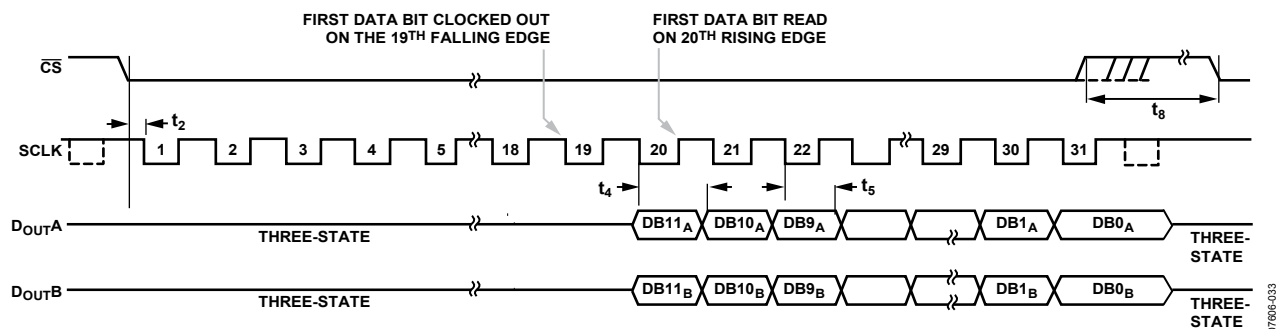 FIRST DATA BIT CLOCKED OUT
ON THE 19TH FALLING EDGE
FIRST DATA BIT READ
ON 20TH RISING EDGE
CS
t8
t2
SCLK
1 2 3 4 5 18 19 20 21 22 29 30 31
t4
t5
DOUTA
THREE-STATE
DB11A DB10A DB9A DB1A DB0A
THREE-
STATE
DOUTB
THREE-STATE
DB11B DB10B DB9B DB1B DB0B
THREE-
STATE